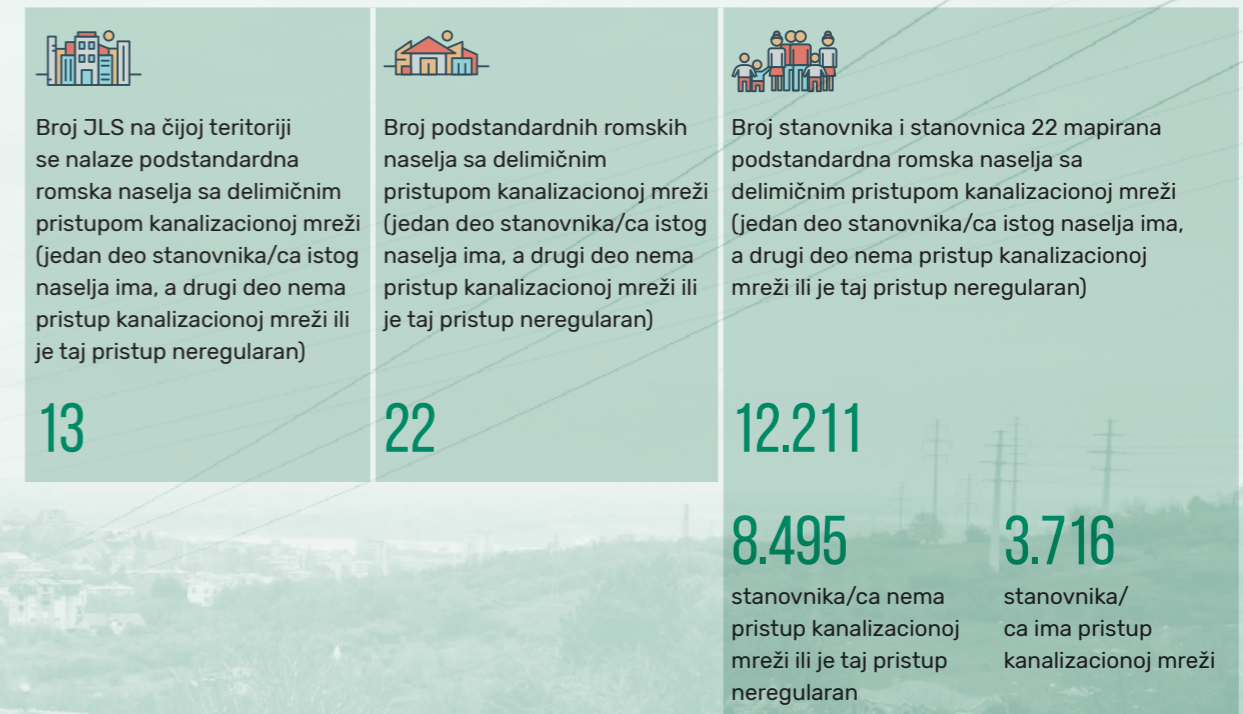 Broj JLS na čijoj teritoriji
se nalaze podstandardna
romska naselja sa delimičnim
pristupom kanalizacionoj mreži
(jedan deo stanovnika/ca istog
naselja ima, a drugi deo nema
pristup kanalizacionoj mreži ili
je taj pristup neregularan)
13
Broj podstandardnih romskih
naselja sa delimičnim
pristupom kanalizacionoj mreži
(jedan deo stanovnika/ca istog
naselja ima, a drugi deo nema
pristup kanalizacionoj mreži ili
je taj pristup neregularan)
22
Broj stanovnika i stanovnica 22 mapirana
podstandardna romska naselja sa
delimičnim pristupom kanalizacionoj mreži
(jedan deo stanovnika/ca istog naselja ima,
a drugi deo nema pristup kanalizacionoj
mreži ili je taj pristup neregularan)
12.211
8.495
stanovnika/ca nema
pristup kanalizacionoj
mreži ili je taj pristup
neregularan
3.716
stanovnika/
ca ima pristup
kanalizacionoj mreži